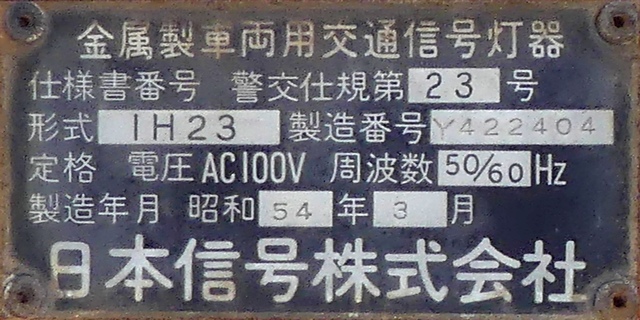 金属製車両用交通信号灯器
仕様書番号 警交仕規第23号
形式 1H23 製造番号 Y422404
定格 電圧 AC100V 周波数 50/60 Hz
製造年月 昭和 54 年 3 月
日本信号株式会社